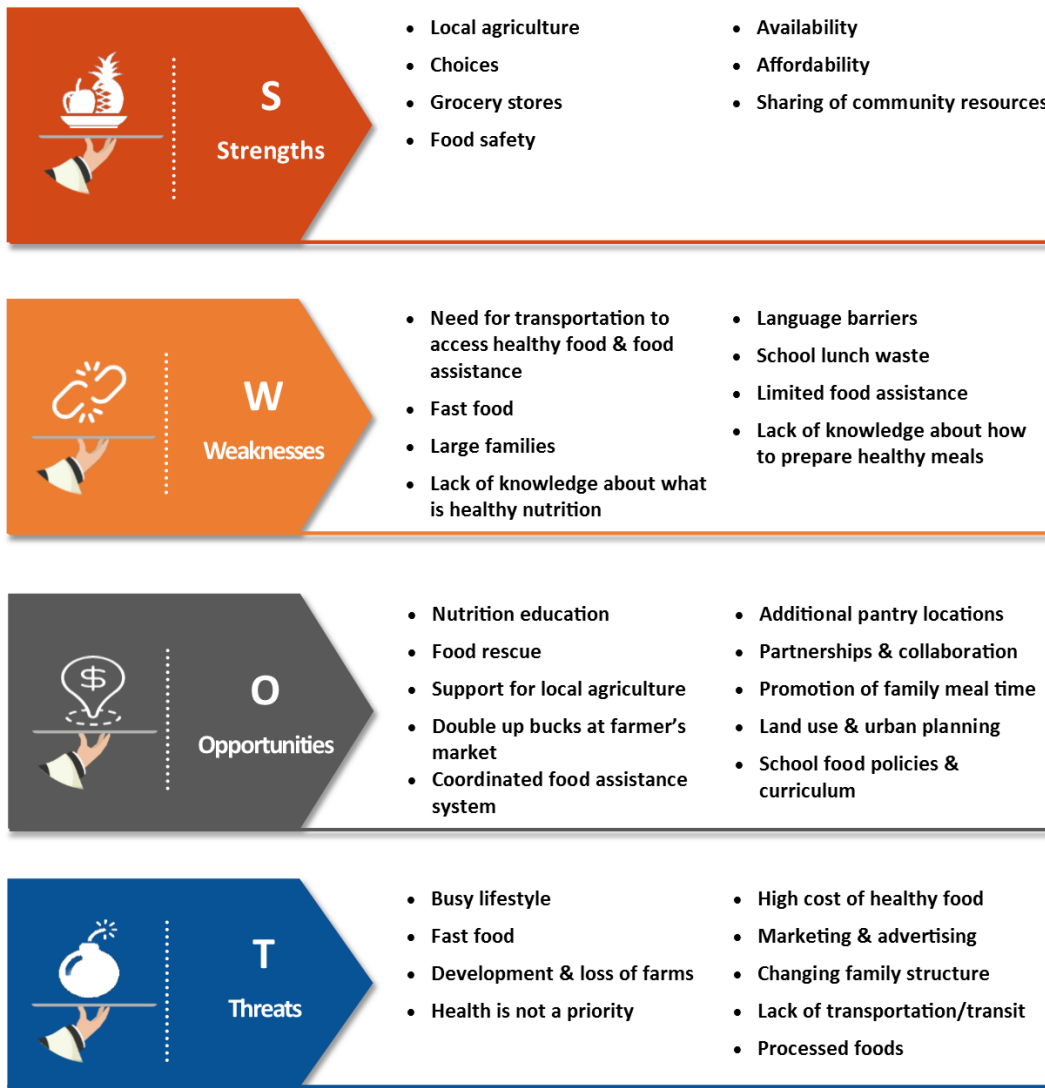 S
Strengths
• Local agriculture
• Choices
• Grocery stores
• Food safety
• Availability
• Affordability
• Sharing of community resources
W
Weaknesses
• Need for transportation to
access healthy food & food
assistance
• Fast food
• Large families
• Lack of knowledge about what
is healthy nutrition
• Language barriers
• School lunch waste
• Limited food assistance
• Lack of knowledge about how
to prepare healthy meals
$
O
Opportunities
• Nutrition education
• Food rescue
• Support for local agriculture
• Double up bucks at farmer’s
market
• Coordinated food assistance
system
• Additional pantry locations
• Partnerships & collaboration
• Promotion of family meal time
• Land use & urban planning
• School food policies &
curriculum
T
Threats
• Busy lifestyle
• Fast food
• Development & loss of farms
• Health is not a priority
• High cost of healthy food
• Marketing & advertising
• Changing family structure
• Lack of transportation/transit
• Processed foods